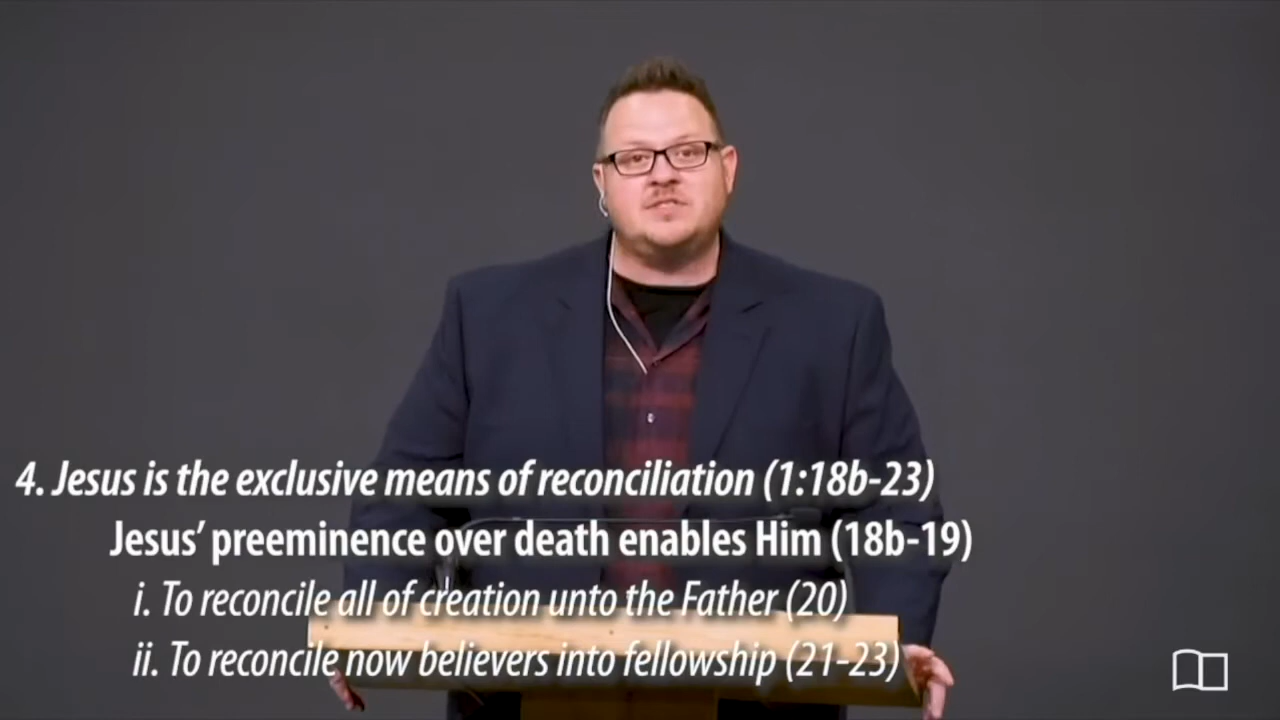 4. Jesus is the exclusive means of reconciliation (1:18b-23)
Jesus’ preeminence over death enables Him (18b-19)
i. To reconcile all of creation unto the Father (20)
ii. To reconcile now believers into fellowship (21-23)